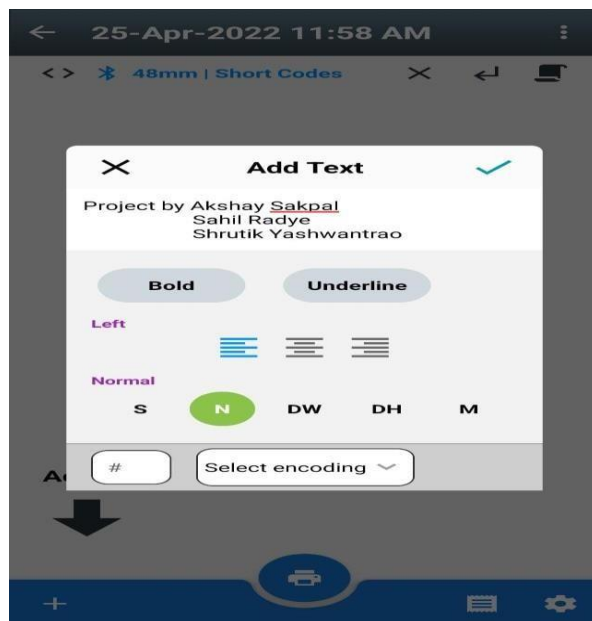 25-Apr-2022 11:58 AM
< > 48mm | Short Codes
Add Text
Project by Akshay Sakpal
Sahil Radye
Shrutik Yashwantrao
Bold Underline
Left
Normal
S N DW DH M
# Select encoding